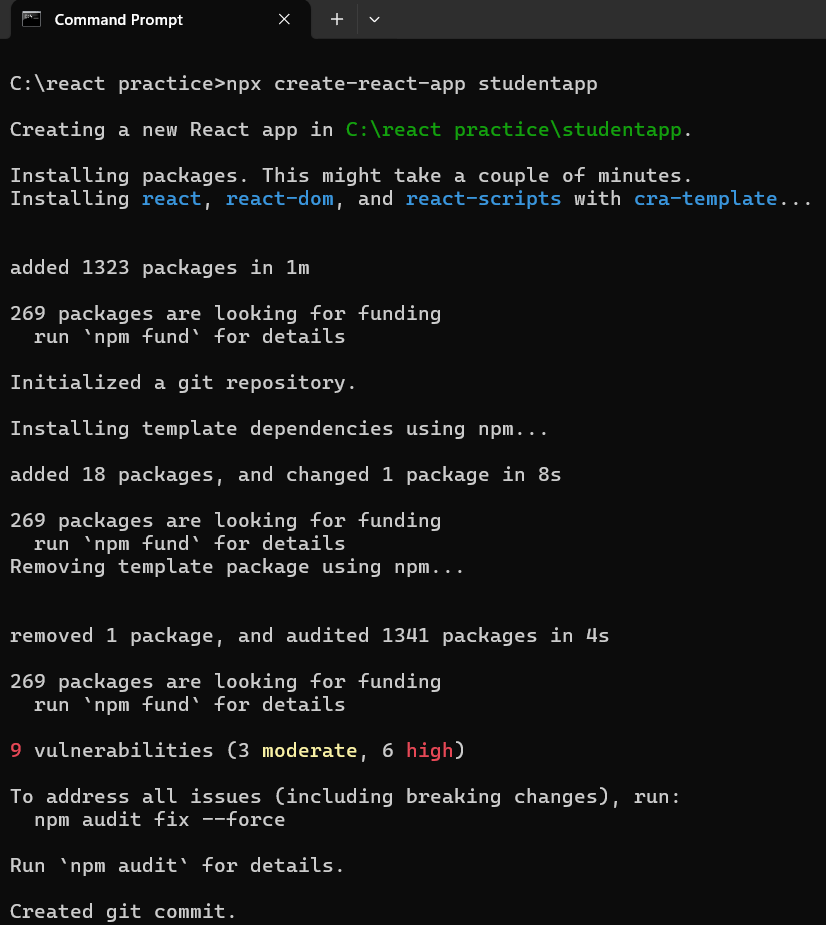 Command Prompt
C:\react practice>npx create-react-app studentapp
Creating a new React app in C:\react practice\studentapp.
Installing packages. This might take a couple of minutes.
Installing react, react-dom, and react-scripts with cra-template...
added 1323 packages in 1m
269 packages are looking for funding
  run `npm fund` for details
Initialized a git repository.
Installing template dependencies using npm...
added 18 packages, and changed 1 package in 8s
269 packages are looking for funding
  run `npm fund` for details
Removing template package using npm...
removed 1 package, and audited 1341 packages in 4s
269 packages are looking for funding
  run `npm fund` for details
9 vulnerabilities (3 moderate, 6 high)
To address all issues (including breaking changes), run:
  npm audit fix --force
Run `npm audit` for details.
Created git commit.